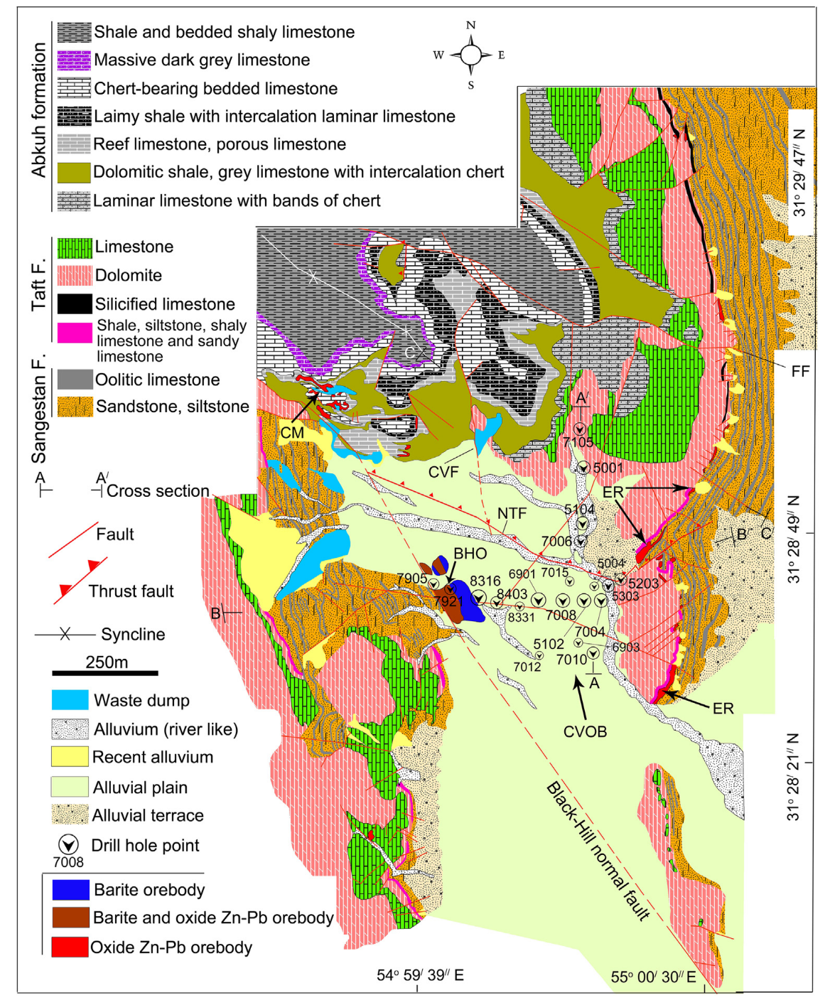 N
W E
S
Abkuh formation
Shale and bedded shaly limestone
Massive dark grey limestone
Chert-bearing bedded limestone
Laimy shale with intercalation laminar limestone
Reef limestone, porous limestone
Dolomitic shale, grey limestone with intercalation chert
Laminar limestone with bands of chert
Taft F.
Limestone
Dolomite
Silicified limestone
Shale, siltstone, shaly
limestone and sandy
limestone
Sangestan F.
Oolitic limestone
Sandstone, siltstone
A A/
Cross section
Fault
Thrust fault
Syncline
250m
Waste dump
Alluvium (river like)
Recent alluvium
Alluvial plain
Alluvial terrace
Drill hole point
7008
Barite orebody
Barite and oxide Zn-Pb orebody
Oxide Zn-Pb orebody
31° 29/ 47// N
31° 28/ 49// N
31° 28/ 21// N
54° 59/ 39// E
55° 00/ 30// E
C/
FF
A/
7105
CM
CVF
5001
ER
NTF
5104
7006
B/
C
BHO
7905
7921
8316
8403
6901
7015
5004
5203
5303
8331
7008
7004
B
5102
6903
7012
7010
A
ER
CVOB
Black-Hill normal fault